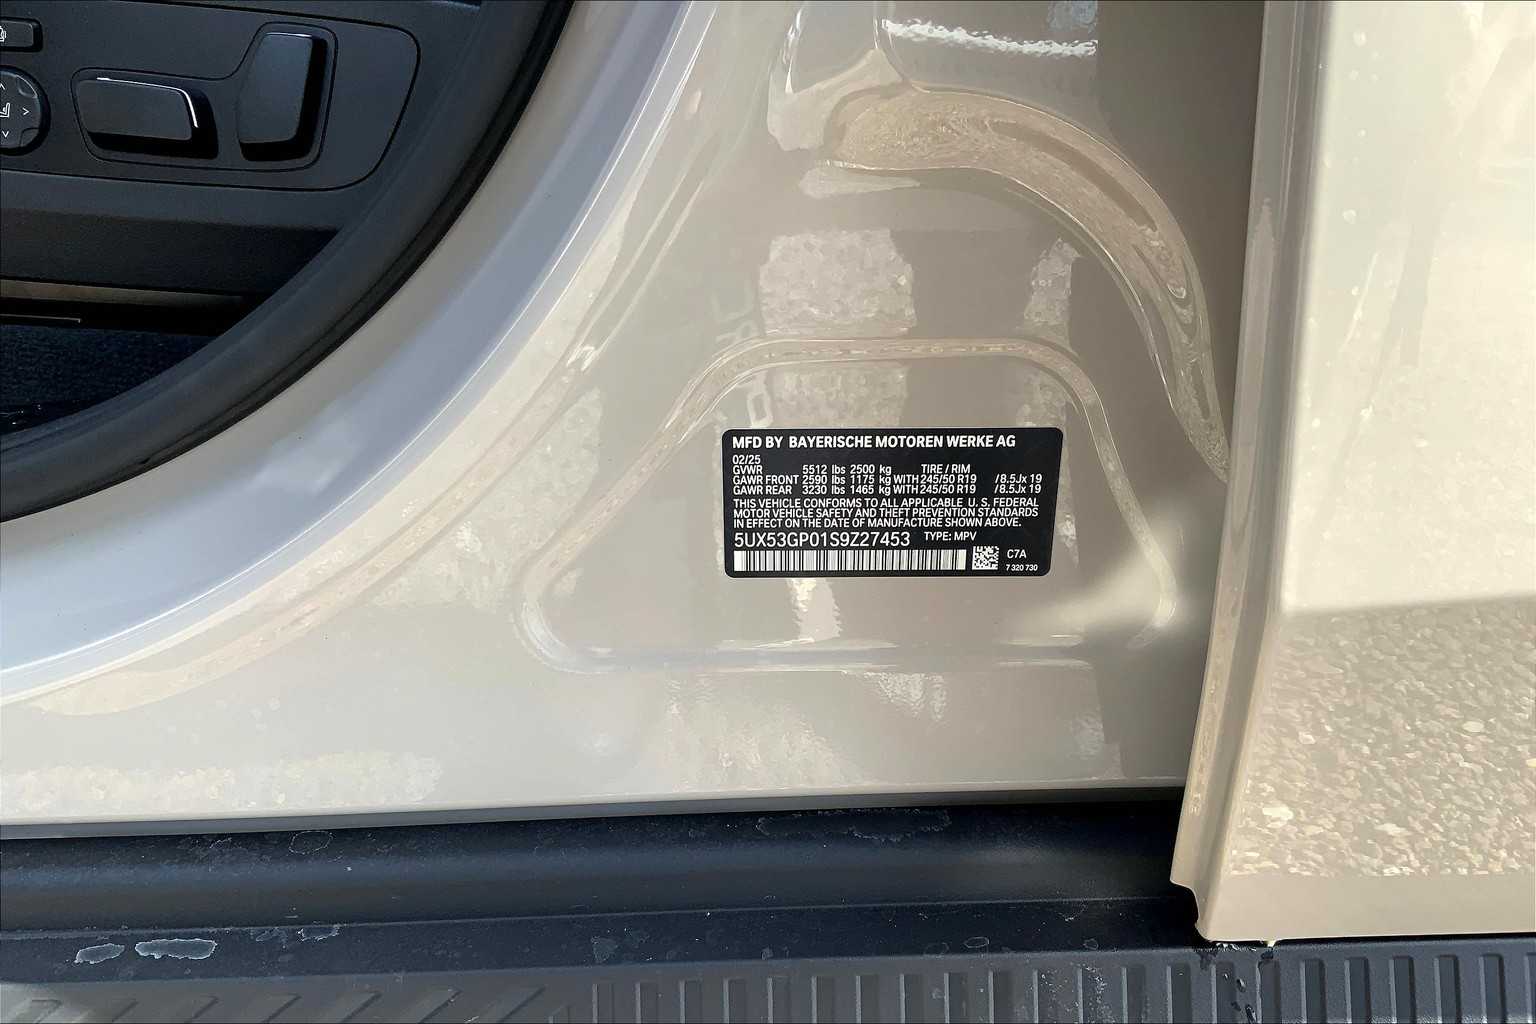 MFD BY BAYERISCHE MOTOREN WERKE AG
02/25
GVWR 5512 lbs 2500 kg TIRE / RIM
GAWR FRONT 2590 lbs 1175 kg WITH 245/50 R19 /8.5Jx 19
GAWR REAR 3230 lbs 1465 kg WITH 245/50 R19 /8.5Jx 19
THIS VEHICLE CONFORMS TO ALL APPLICABLE U. S. FEDERAL
MOTOR VEHICLE SAFETY AND THEFT PREVENTION STANDARDS
IN EFFECT ON THE DATE OF MANUFACTURE SHOWN ABOVE.
5UX53GP01S9Z27453 TYPE: MPV
C7A
7 320 730